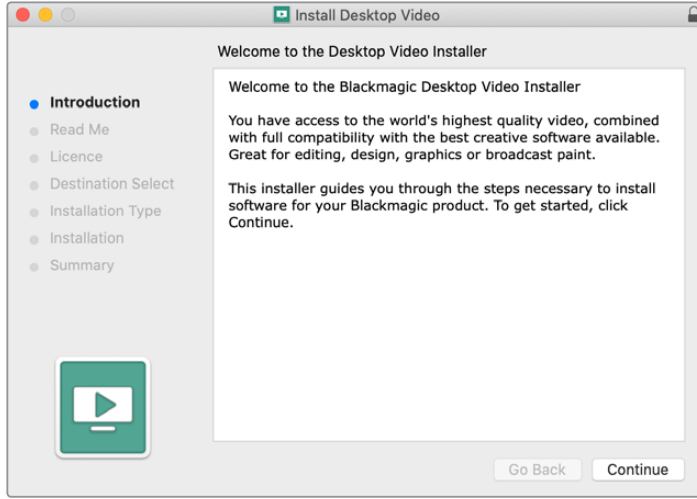 Install Desktop Video
Welcome to the Desktop Video Installer
Introduction
Read Me
Licence
Destination Select
Installation Type
Installation
Summary
Welcome to the Blackmagic Desktop Video Installer
You have access to the world's highest quality video, combined
with full compatibility with the best creative software available.
Great for editing, design, graphics or broadcast paint.
This installer guides you through the steps necessary to install
software for your Blackmagic product. To get started, click
Continue.
Go Back
Continue